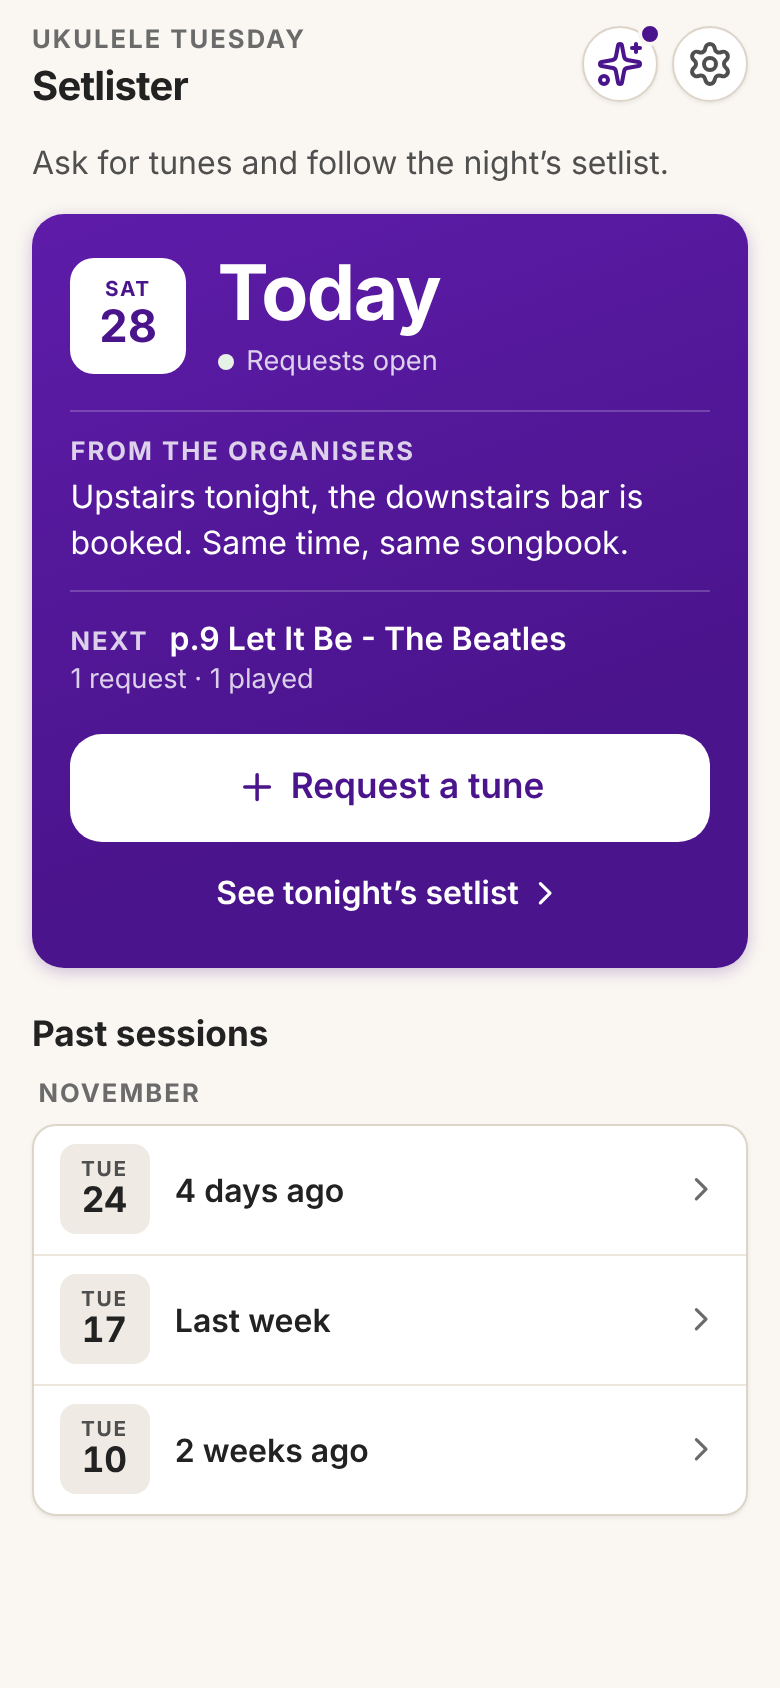 UKULELE TUESDAY
Setlister
Ask for tunes and follow the night’s setlist.
SAT
28
Today
Requests open
FROM THE ORGANISERS
Upstairs tonight, the downstairs bar is
booked. Same time, same songbook.
NEXT p.9 Let It Be - The Beatles
1 request · 1 played
Request a tune
See tonight’s setlist
Past sessions
NOVEMBER
TUE
24
4 days ago
TUE
17
Last week
TUE
10
2 weeks ago